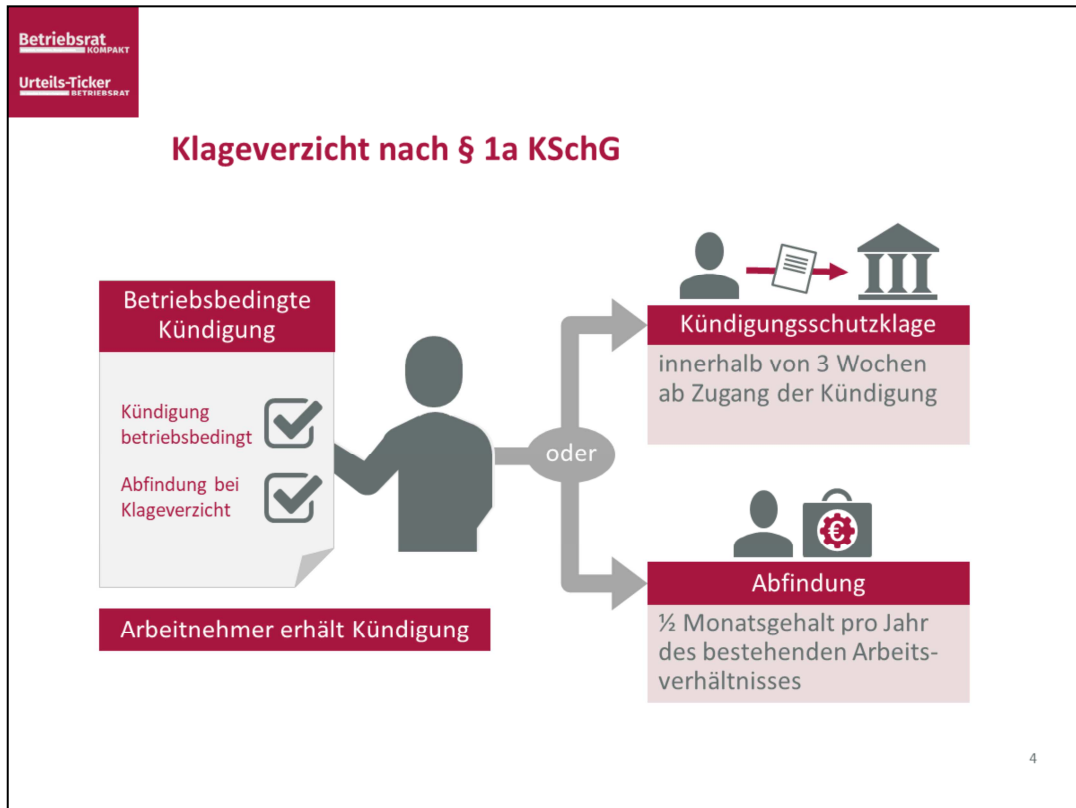 Betriebsrat
KOMPAKT
Urteils-Ticker
BETRIEBSRAT
Klageverzicht nach § 1a KSchG
Betriebsbedingte
Kündigung
Kündigung
betriebsbedingt
Abfindung bei
Klageverzicht
Arbeitnehmer erhält Kündigung
oder
Kündigungsschutzklage
innerhalb von 3 Wochen
ab Zugang der Kündigung
€
Abfindung
½ Monatsgehalt pro Jahr
des bestehenden Arbeits-
verhältnisses
4